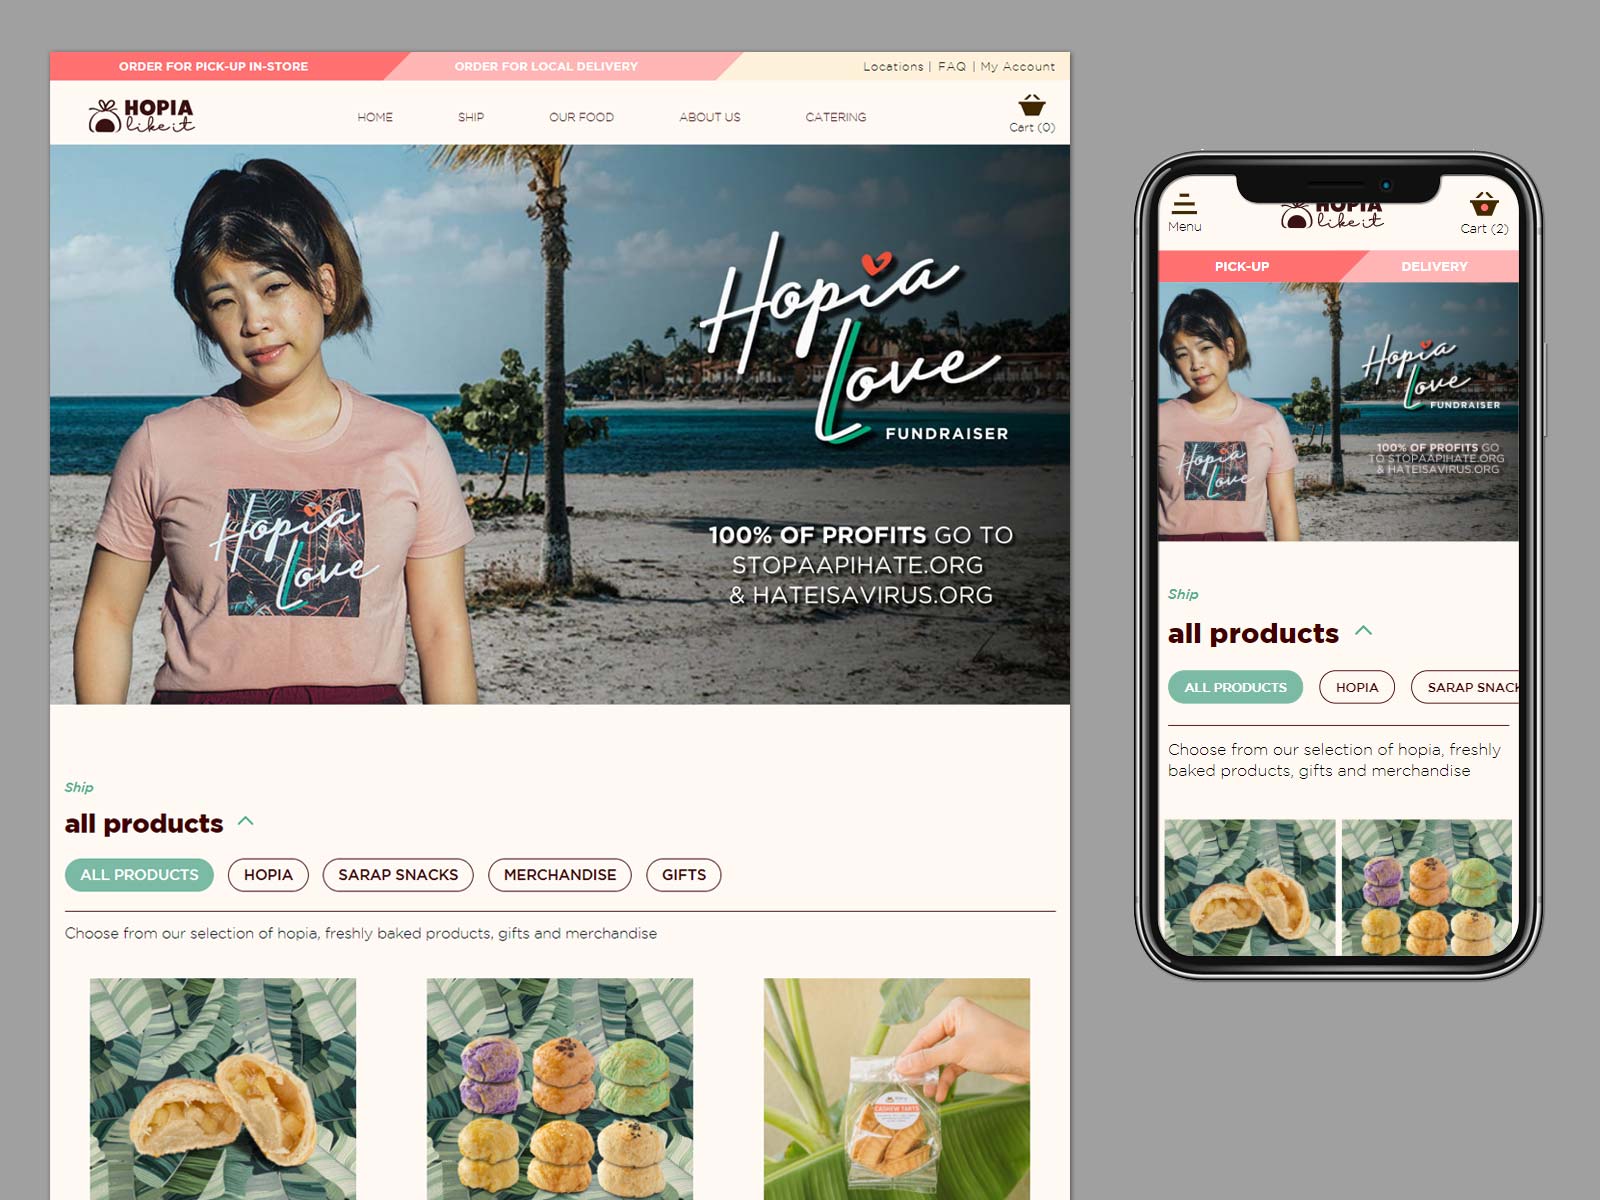 ORDER FOR PICK-UP IN-STORE
ORDER FOR LOCAL DELIVERY
Locations | FAQ | My Account
HOPIA
like it
HOME SHIP OUR FOOD ABOUT US CATERING
Cart (0)
Hopia
Love
FUNDRAISER
Hopia
Love
100% OF PROFITS GO TO
STOPAAPIHATE.ORG
& HATEISAVIRUS.ORG
Ship
all products
ALL PRODUCTS HOPIA SARAP SNACKS MERCHANDISE GIFTS
Choose from our selection of hopia, freshly baked products, gifts and merchandise
CASHEW TARTS
Menu
HOPIA
like it
Cart (2)
PICK-UP DELIVERY
Hopia
Love
FUNDRAISER
100% OF PROFITS GO
TO STOPAAPIHATE.ORG
& HATEISAVIRUS.ORG
Hopia
Love
Ship
all products
ALL PRODUCTS HOPIA SARAP SNACK
Choose from our selection of hopia, freshly
baked products, gifts and merchandise